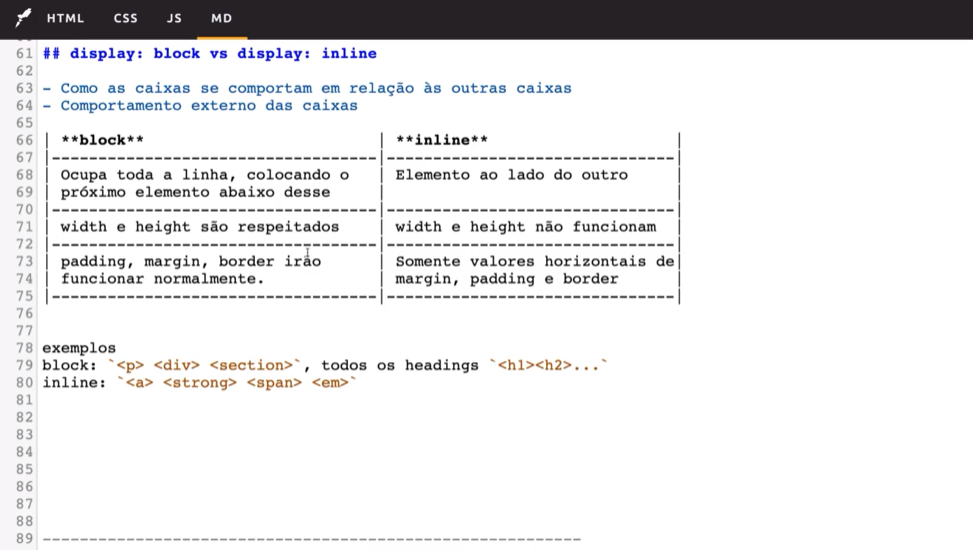 HTML CSS JS MD
61 ## display: block vs display: inline
62
63 - Como as caixas se comportam em relação às outras caixas
64 - Comportamento externo das caixas
65
66 | **block** | **inline** |
67 |-----------------------------------|-------------------------------|
68 | Ocupa toda a linha, colocando o | Elemento ao lado do outro |
69 | próximo elemento abaixo desse | |
70 |-----------------------------------|-------------------------------|
71 | width e height são respeitados | width e height não funcionam |
72 |-----------------------------------|-------------------------------|
73 | padding, margin, border irão | Somente valores horizontais de|
74 | funcionar normalmente. | margin, padding e border |
75 |-----------------------------------|-------------------------------|
76
77
78 exemplos
79 block: `<p> <div> <section>`, todos os headings `<h1><h2>...`
80 inline: `<a> <strong> <span> <em>`
81
82
83
84
85
86
87
88
89 ----------------------------------------------------------